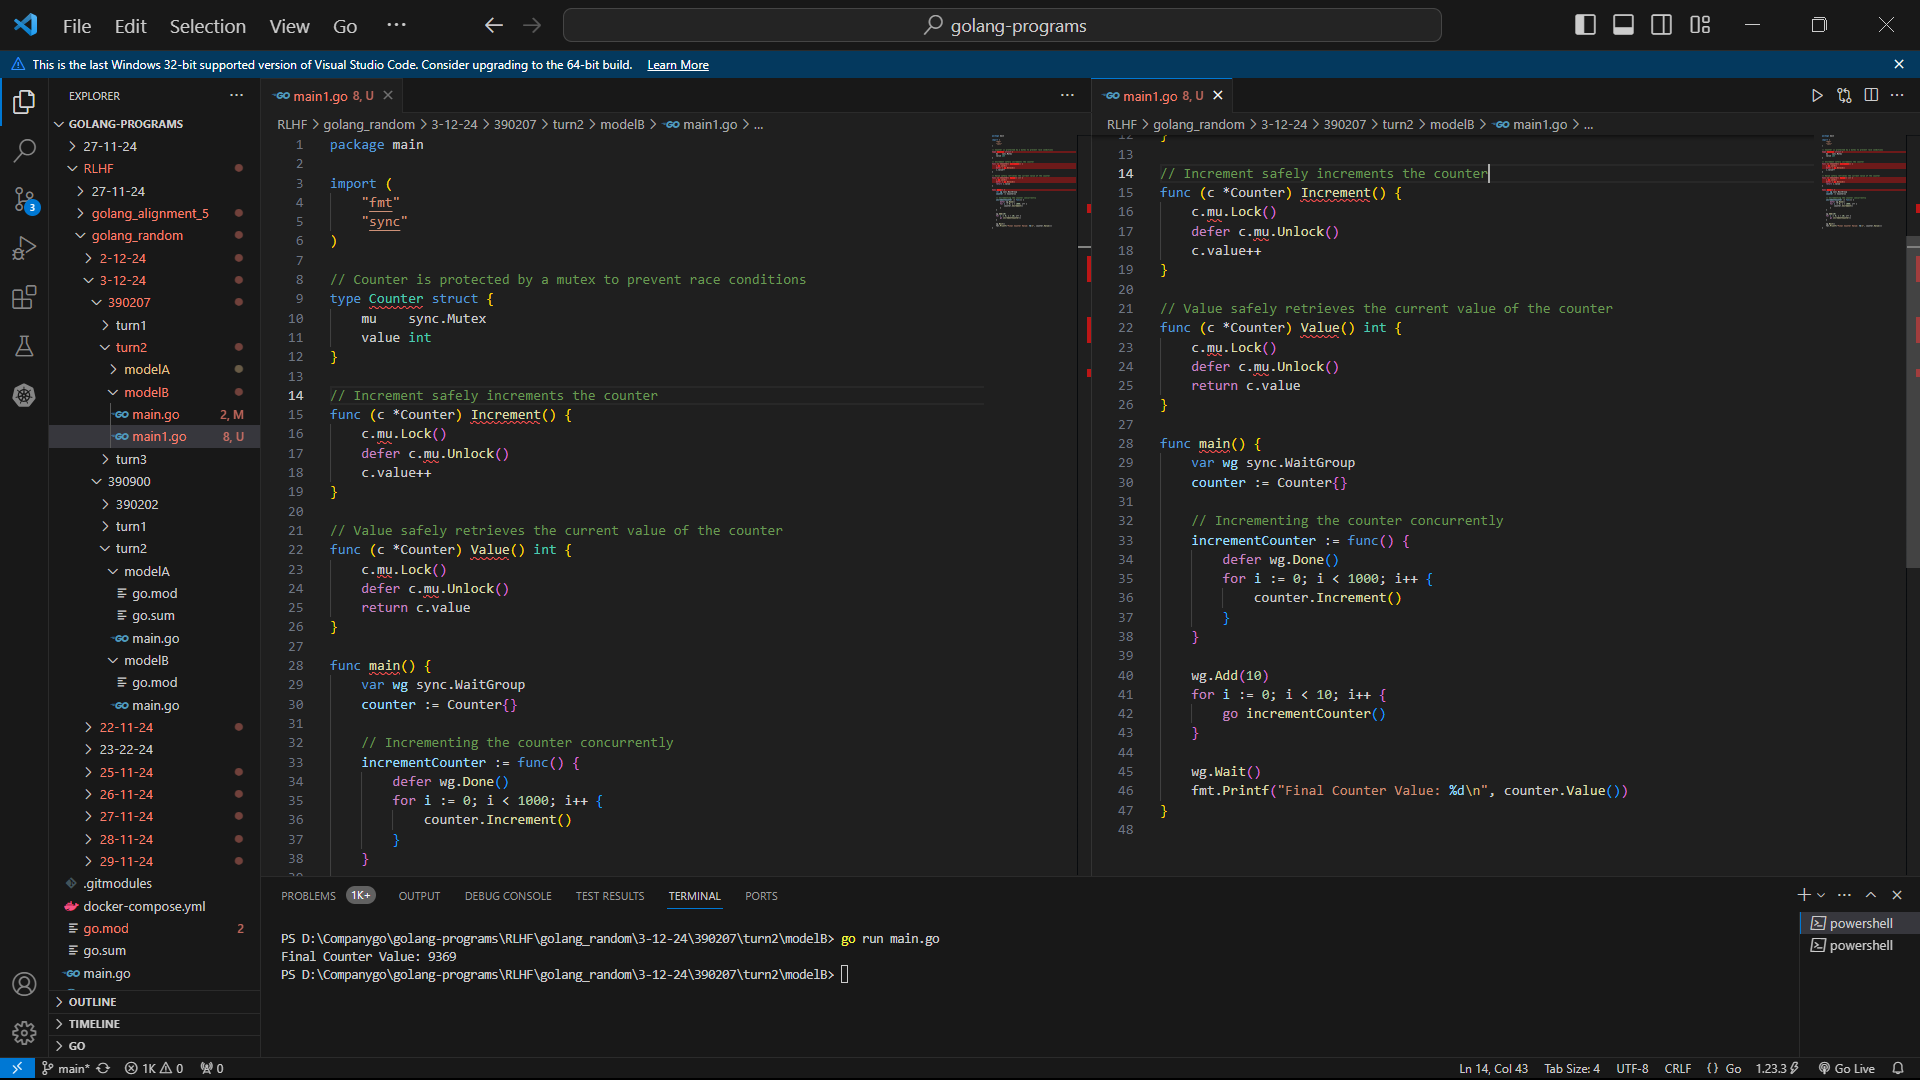 File Edit Selection View Go ··· golang-programs
This is the last Windows 32-bit supported version of Visual Studio Code. Consider upgrading to the 64-bit build. Learn More
EXPLORER
GOLANG-PROGRAMS
27-11-24
RLHF
27-11-24
golang_alignment_5
golang_random
2-12-24
3-12-24
390207
turn1
turn2
modelA
modelB
main.go 2, M
main1.go 8, U
turn3
390900
390202
turn1
turn2
modelA
go.mod
go.sum
main.go
modelB
go.mod
main.go
22-11-24
23-22-24
25-11-24
26-11-24
27-11-24
28-11-24
29-11-24
.gitmodules
docker-compose.yml
go.mod 2
go.sum
main.go
OUTLINE
TIMELINE
GO
3
main1.go 8, U
RLHF > golang_random > 3-12-24 > 390207 > turn2 > modelB > main1.go > ...
1 package main
2
3 import (
4 "fmt"
5 "sync"
6 )
7
8 // Counter is protected by a mutex to prevent race conditions
9 type Counter struct {
10 mu    sync.Mutex
11 value int
12 }
13
14 // Increment safely increments the counter
15 func (c *Counter) Increment() {
16 c.mu.Lock()
17 defer c.mu.Unlock()
18 c.value++
19 }
20
21 // Value safely retrieves the current value of the counter
22 func (c *Counter) Value() int {
23 c.mu.Lock()
24 defer c.mu.Unlock()
25 return c.value
26 }
27
28 func main() {
29 var wg sync.WaitGroup
30 counter := Counter{}
31
32 // Incrementing the counter concurrently
33 incrementCounter := func() {
34 defer wg.Done()
35 for i := 0; i < 1000; i++ {
36 counter.Increment()
37 }
38 }
main1.go 8, U
RLHF > golang_random > 3-12-24 > 390207 > turn2 > modelB > main1.go > ...
12 }
13
14 // Increment safely increments the counter
15 func (c *Counter) Increment() {
16 c.mu.Lock()
17 defer c.mu.Unlock()
18 c.value++
19 }
20
21 // Value safely retrieves the current value of the counter
22 func (c *Counter) Value() int {
23 c.mu.Lock()
24 defer c.mu.Unlock()
25 return c.value
26 }
27
28 func main() {
29 var wg sync.WaitGroup
30 counter := Counter{}
31
32 // Incrementing the counter concurrently
33 incrementCounter := func() {
34 defer wg.Done()
35 for i := 0; i < 1000; i++ {
36 counter.Increment()
37 }
38 }
39
40 wg.Add(10)
41 for i := 0; i < 10; i++ {
42 go incrementCounter()
43 }
44
45 wg.Wait()
46 fmt.Printf("Final Counter Value: %d\n", counter.Value())
47 }
48
PROBLEMS 1K+ OUTPUT DEBUG CONSOLE TEST RESULTS TERMINAL PORTS
PS D:\Companygo\golang-programs\RLHF\golang_random\3-12-24\390207\turn2\modelB> go run main.go
Final Counter Value: 9369
PS D:\Companygo\golang-programs\RLHF\golang_random\3-12-24\390207\turn2\modelB>
powershell
powershell
main* 1K 0 0 Ln 14, Col 43 Tab Size: 4 UTF-8 CRLF {} Go 1.23.3 Go Live